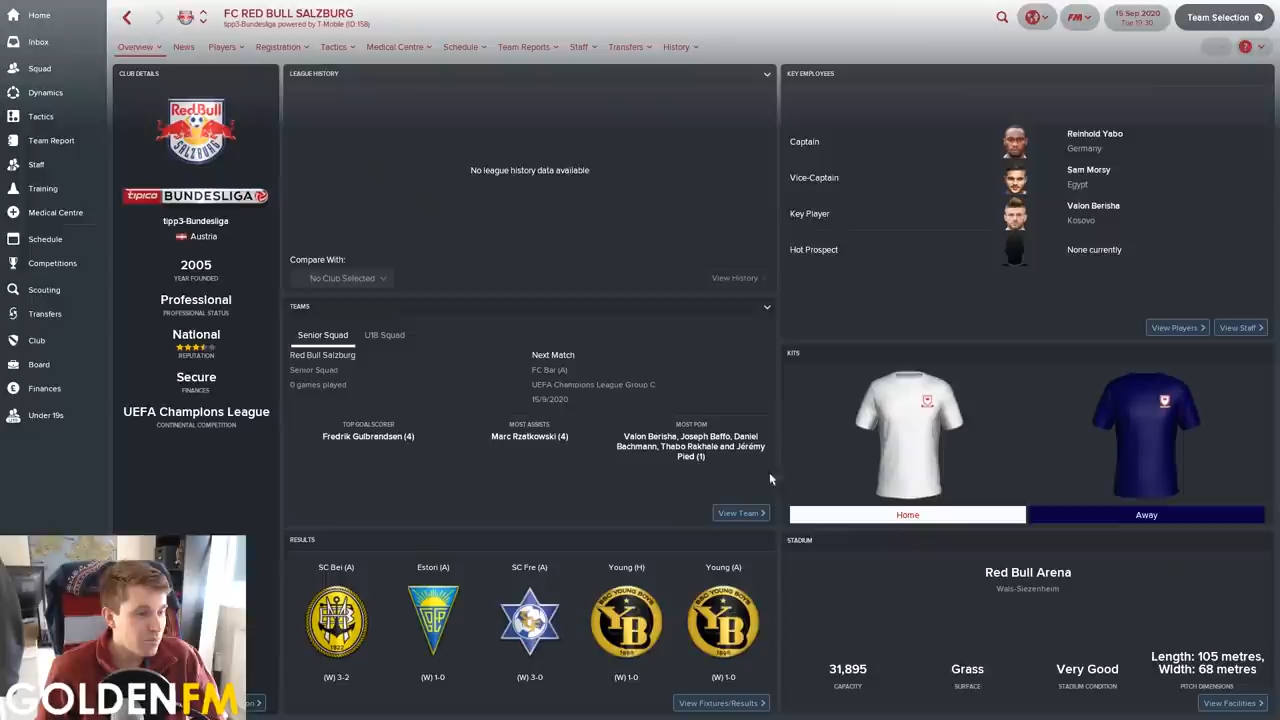 Home
Inbox
Squad
Dynamics
Tactics
Team Report
Staff
Training
Medical Centre
Schedule
Competitions
Scouting
Transfers
Club
Board
Finances
Under 19s
FC RED BULL SALZBURG
tipp3-Bundesliga powered by T-Mobile (ID:158)
FM
15 Sep 2020
Tue 19:30
Team Selection
Overview
News
Players
Registration
Tactics
Medical Centre
Schedule
Team Reports
Staff
Transfers
History
?
CLUB DETAILS
Red Bull
SALZBURG
tipico BUNDESLIGA
tipp3-Bundesliga
Austria
2005
YEAR FOUNDED
Professional
PROFESSIONAL STATUS
National
REPUTATION
Secure
FINANCES
UEFA Champions League
CONTINENTAL COMPETITION
LEAGUE HISTORY
No league history data available
Compare With:
No Club Selected
View History
TEAMS
Senior Squad
U18 Squad
Red Bull Salzburg
Senior Squad
0 games played
Next Match
FC Bar (A)
UEFA Champions League Group C
15/9/2020
TOP GOALSCORER
Fredrik Gulbrandsen (4)
MOST ASSISTS
Marc Rzatkowski (4)
MOST POM
Valon Berisha, Joseph Baffo, Daniel
Bachmann, Thabo Rakhale and Jérémy
Pied (1)
View Team
RESULTS
SC Bei (A)
Estori (A)
SC Fre (A)
Young (H)
Young (A)
YB
YB
(W) 3-2
(W) 1-0
(W) 3-0
(W) 1-0
(W) 1-0
View Fixtures/Results
KEY EMPLOYEES
Captain
Reinhold Yabo
Germany
Vice-Captain
Sam Morsy
Egypt
Key Player
Valon Berisha
Kosovo
Hot Prospect
None currently
View Players
View Staff
KITS
Home
Away
STADIUM
Red Bull Arena
Wals-Siezenheim
31,895
CAPACITY
Grass
SURFACE
Very Good
STADIUM CONDITION
Length: 105 metres,
Width: 68 metres
PITCH DIMENSIONS
View Facilities
GOLDENFM